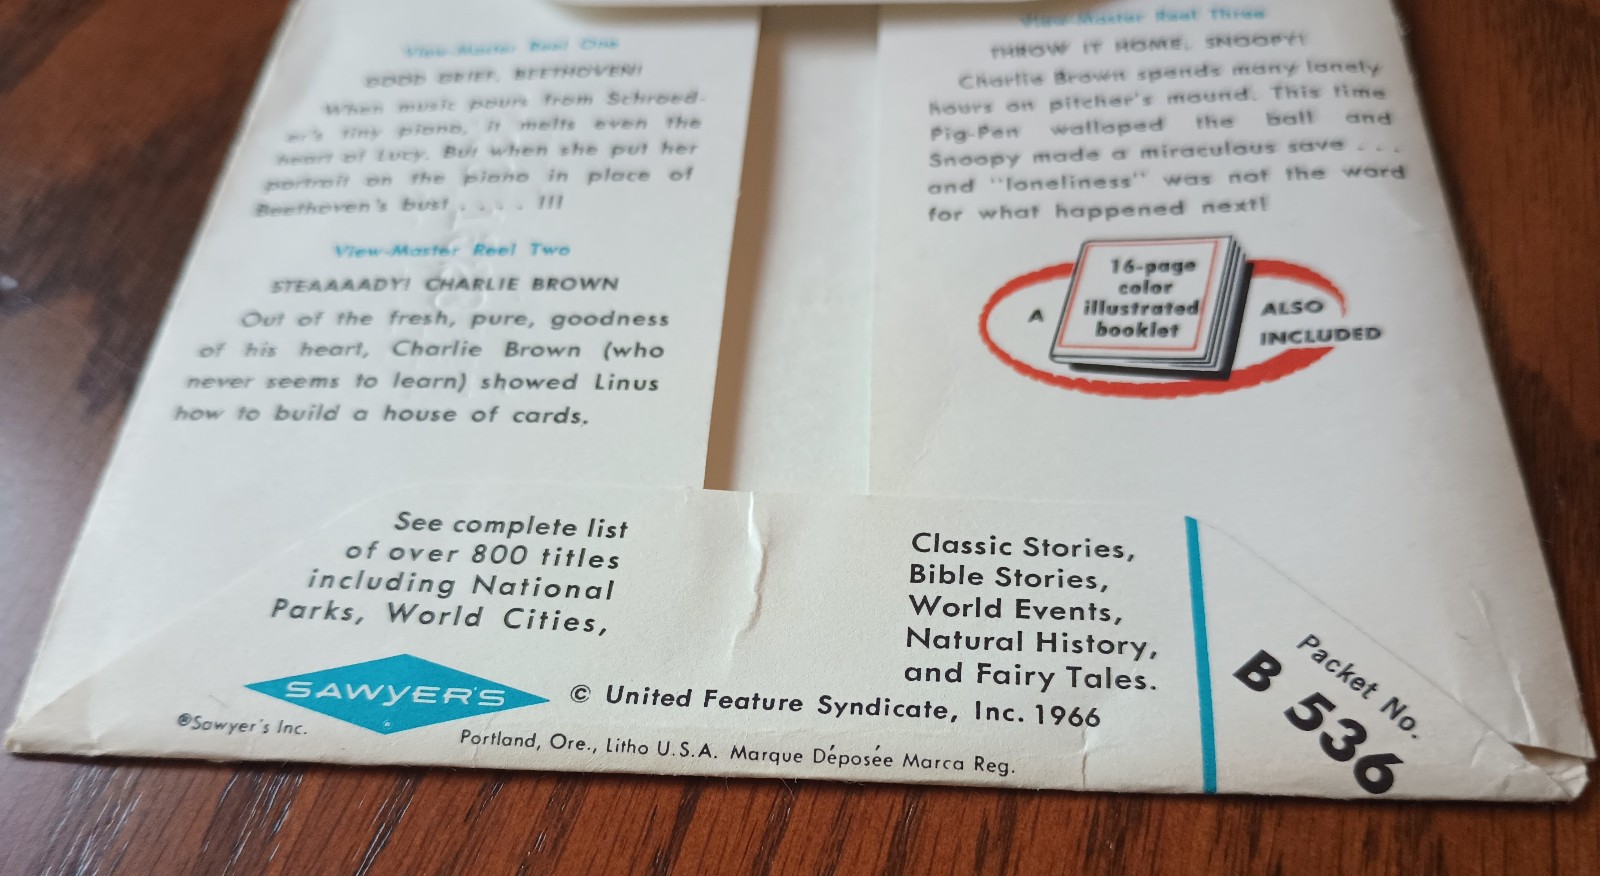 View-Master Reel One
GOOD GRIEF, BEETHOVEN!
When music pours from Schroed-
er's tiny piano, it melts even the
heart of Lucy. But when she put her
portrait on the piano in place of
Beethoven's bust . . . . !!!
View-Master Reel Two
STEAAAADY! CHARLIE BROWN
Out of the fresh, pure, goodness
of his heart, Charlie Brown (who
never seems to learn) showed Linus
how to build a house of cards.
View-Master Reel Three
THROW IT HOME, SNOOPY!
Charlie Brown spends many lonely
hours on pitcher's mound. This time
Pig-Pen walloped the ball and
Snoopy made a miraculous save . . .
and "loneliness" was not the word
for what happened next!
A
16-page
color
illustrated
booklet
ALSO
INCLUDED
See complete list
of over 800 titles
including National
Parks, World Cities,
Classic Stories,
Bible Stories,
World Events,
Natural History,
and Fairy Tales.
SAWYER'S
®
®Sawyer's Inc.
© United Feature Syndicate, Inc. 1966
Portland, Ore., Litho U.S.A. Marque Déposée Marca Reg.
Packet No.
B 536